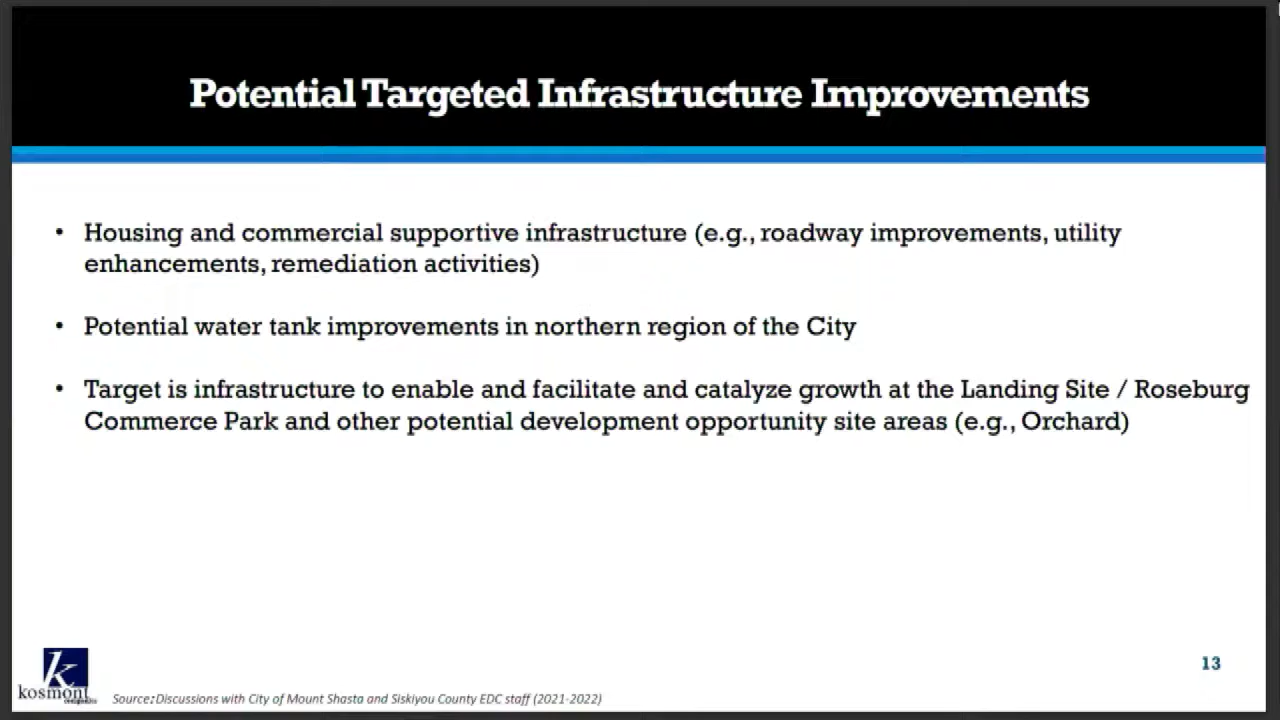 Potential Targeted Infrastructure Improvements
• Housing and commercial supportive infrastructure (e.g., roadway improvements, utility
enhancements, remediation activities)
• Potential water tank improvements in northern region of the City
• Target is infrastructure to enable and facilitate and catalyze growth at the Landing Site / Roseburg
Commerce Park and other potential development opportunity site areas (e.g., Orchard)
k
kosmont
Source: Discussions with City of Mount Shasta and Siskiyou County EDC staff (2021-2022)
13